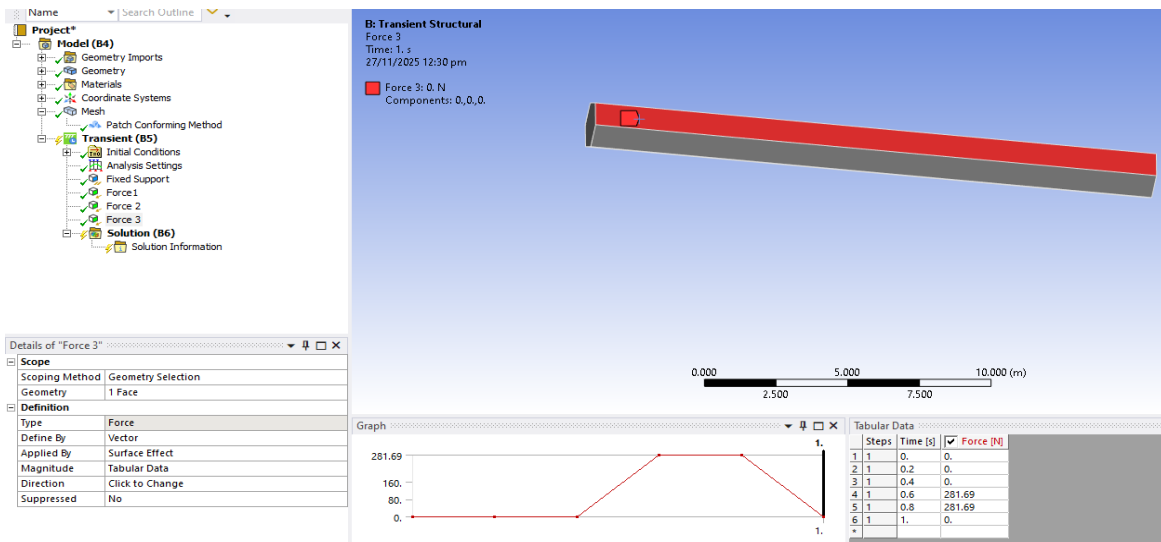 Name Search Outline
Project*
Model (B4)
Geometry Imports
Geometry
Materials
Coordinate Systems
Mesh
Patch Conforming Method
Transient (B5)
Initial Conditions
Analysis Settings
Fixed Support
Force1
Force 2
Force 3
Solution (B6)
Solution Information
Details of "Force 3"
Scope
Scoping Method Geometry Selection
Geometry 1 Face
Definition
Type Force
Define By Vector
Applied By Surface Effect
Magnitude Tabular Data
Direction Click to Change
Suppressed No
B: Transient Structural
Force 3
Time: 1. s
27/11/2025 12:30 pm
Force 3: 0. N
Components: 0.,0.,0.
0.000 5.000 10.000 (m)
2.500 7.500
Graph
1.
281.69
160.
80.
0.
1.
Tabular Data
Steps Time [s] Force [N]
1 1 0. 0.
2 1 0.2 0.
3 1 0.4 0.
4 1 0.6 281.69
5 1 0.8 281.69
6 1 1. 0.
*